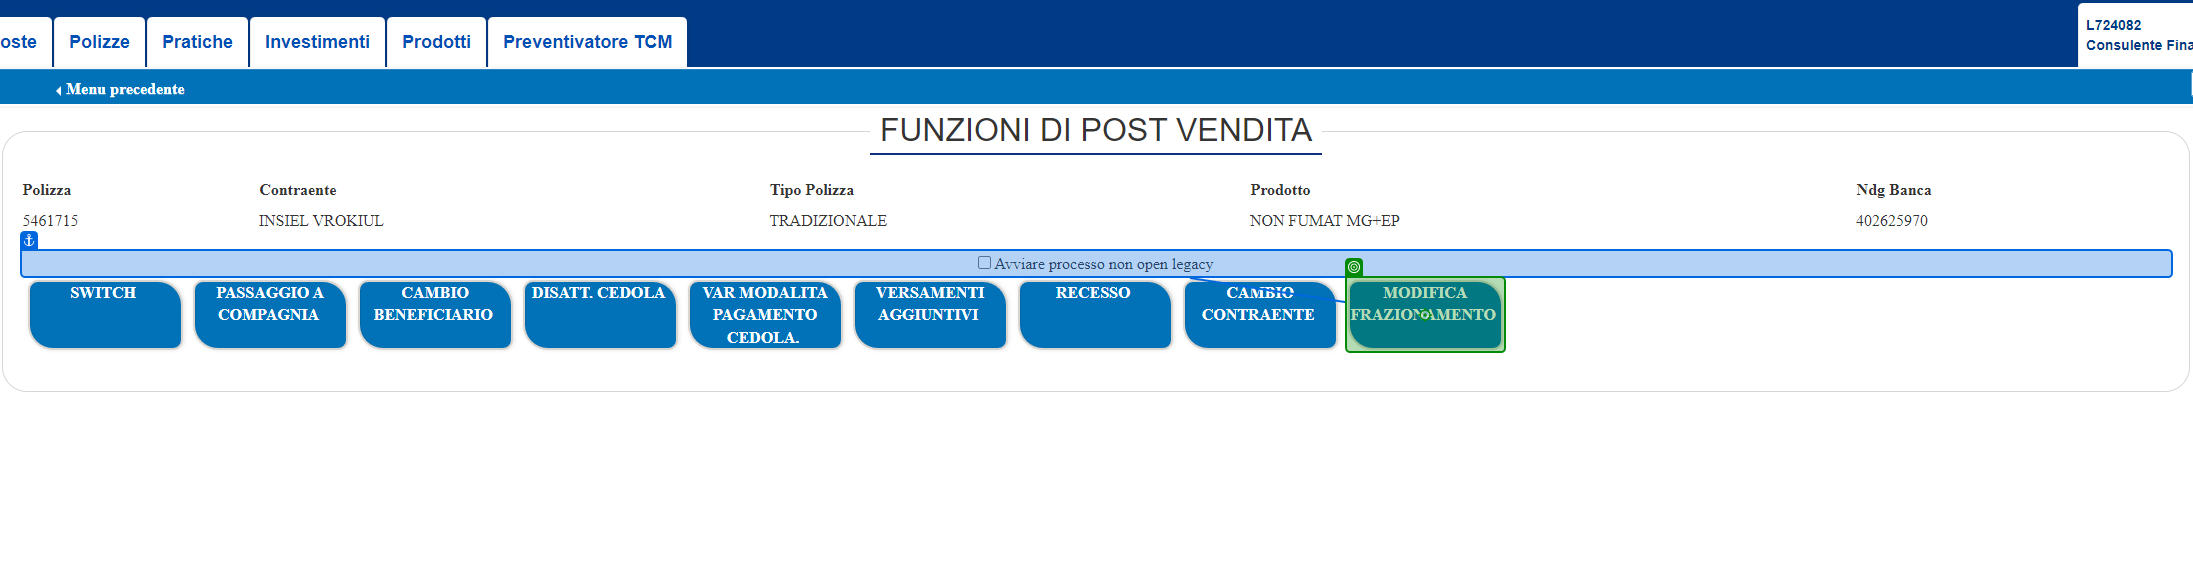 oste Polizze Pratiche Investimenti Prodotti Preventivatore TCM
L724082
Consulente Fina
Menu precedente
FUNZIONI DI POST VENDITA
Polizza Contraente Tipo Polizza Prodotto Ndg Banca
5461715 INSIEL VROKIUL TRADIZIONALE NON FUMAT MG+EP 402625970
Avviare processo non open legacy
SWITCH
PASSAGGIO A
COMPAGNIA
CAMBIO
BENEFICIARIO
DISATT. CEDOLA
VAR MODALITA
PAGAMENTO
CEDOLA.
VERSAMENTI
AGGIUNTIVI
RECESSO
CAMBIO
CONTRAENTE
MODIFICA
FRAZIONAMENTO